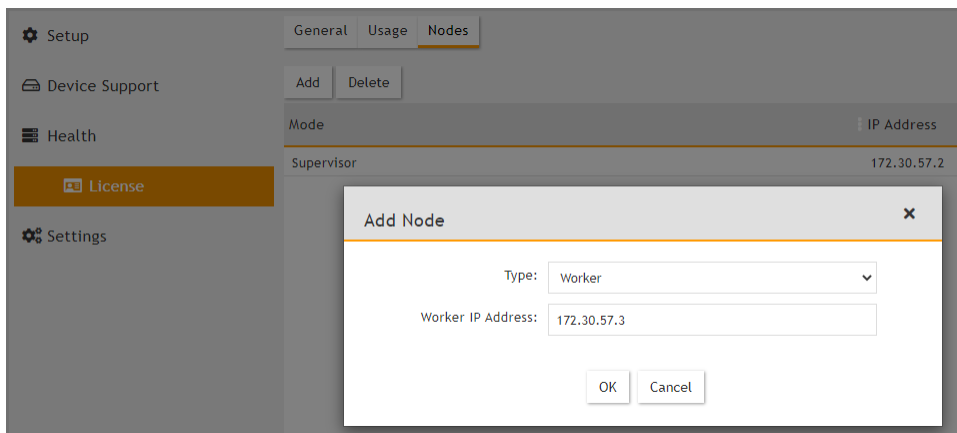 Setup
Device Support
Health
License
Settings
General Usage Nodes
Add Delete
Mode IP Address
Supervisor 172.30.57.2
Add Node ×
Type: Worker
Worker IP Address: 172.30.57.3
OK Cancel